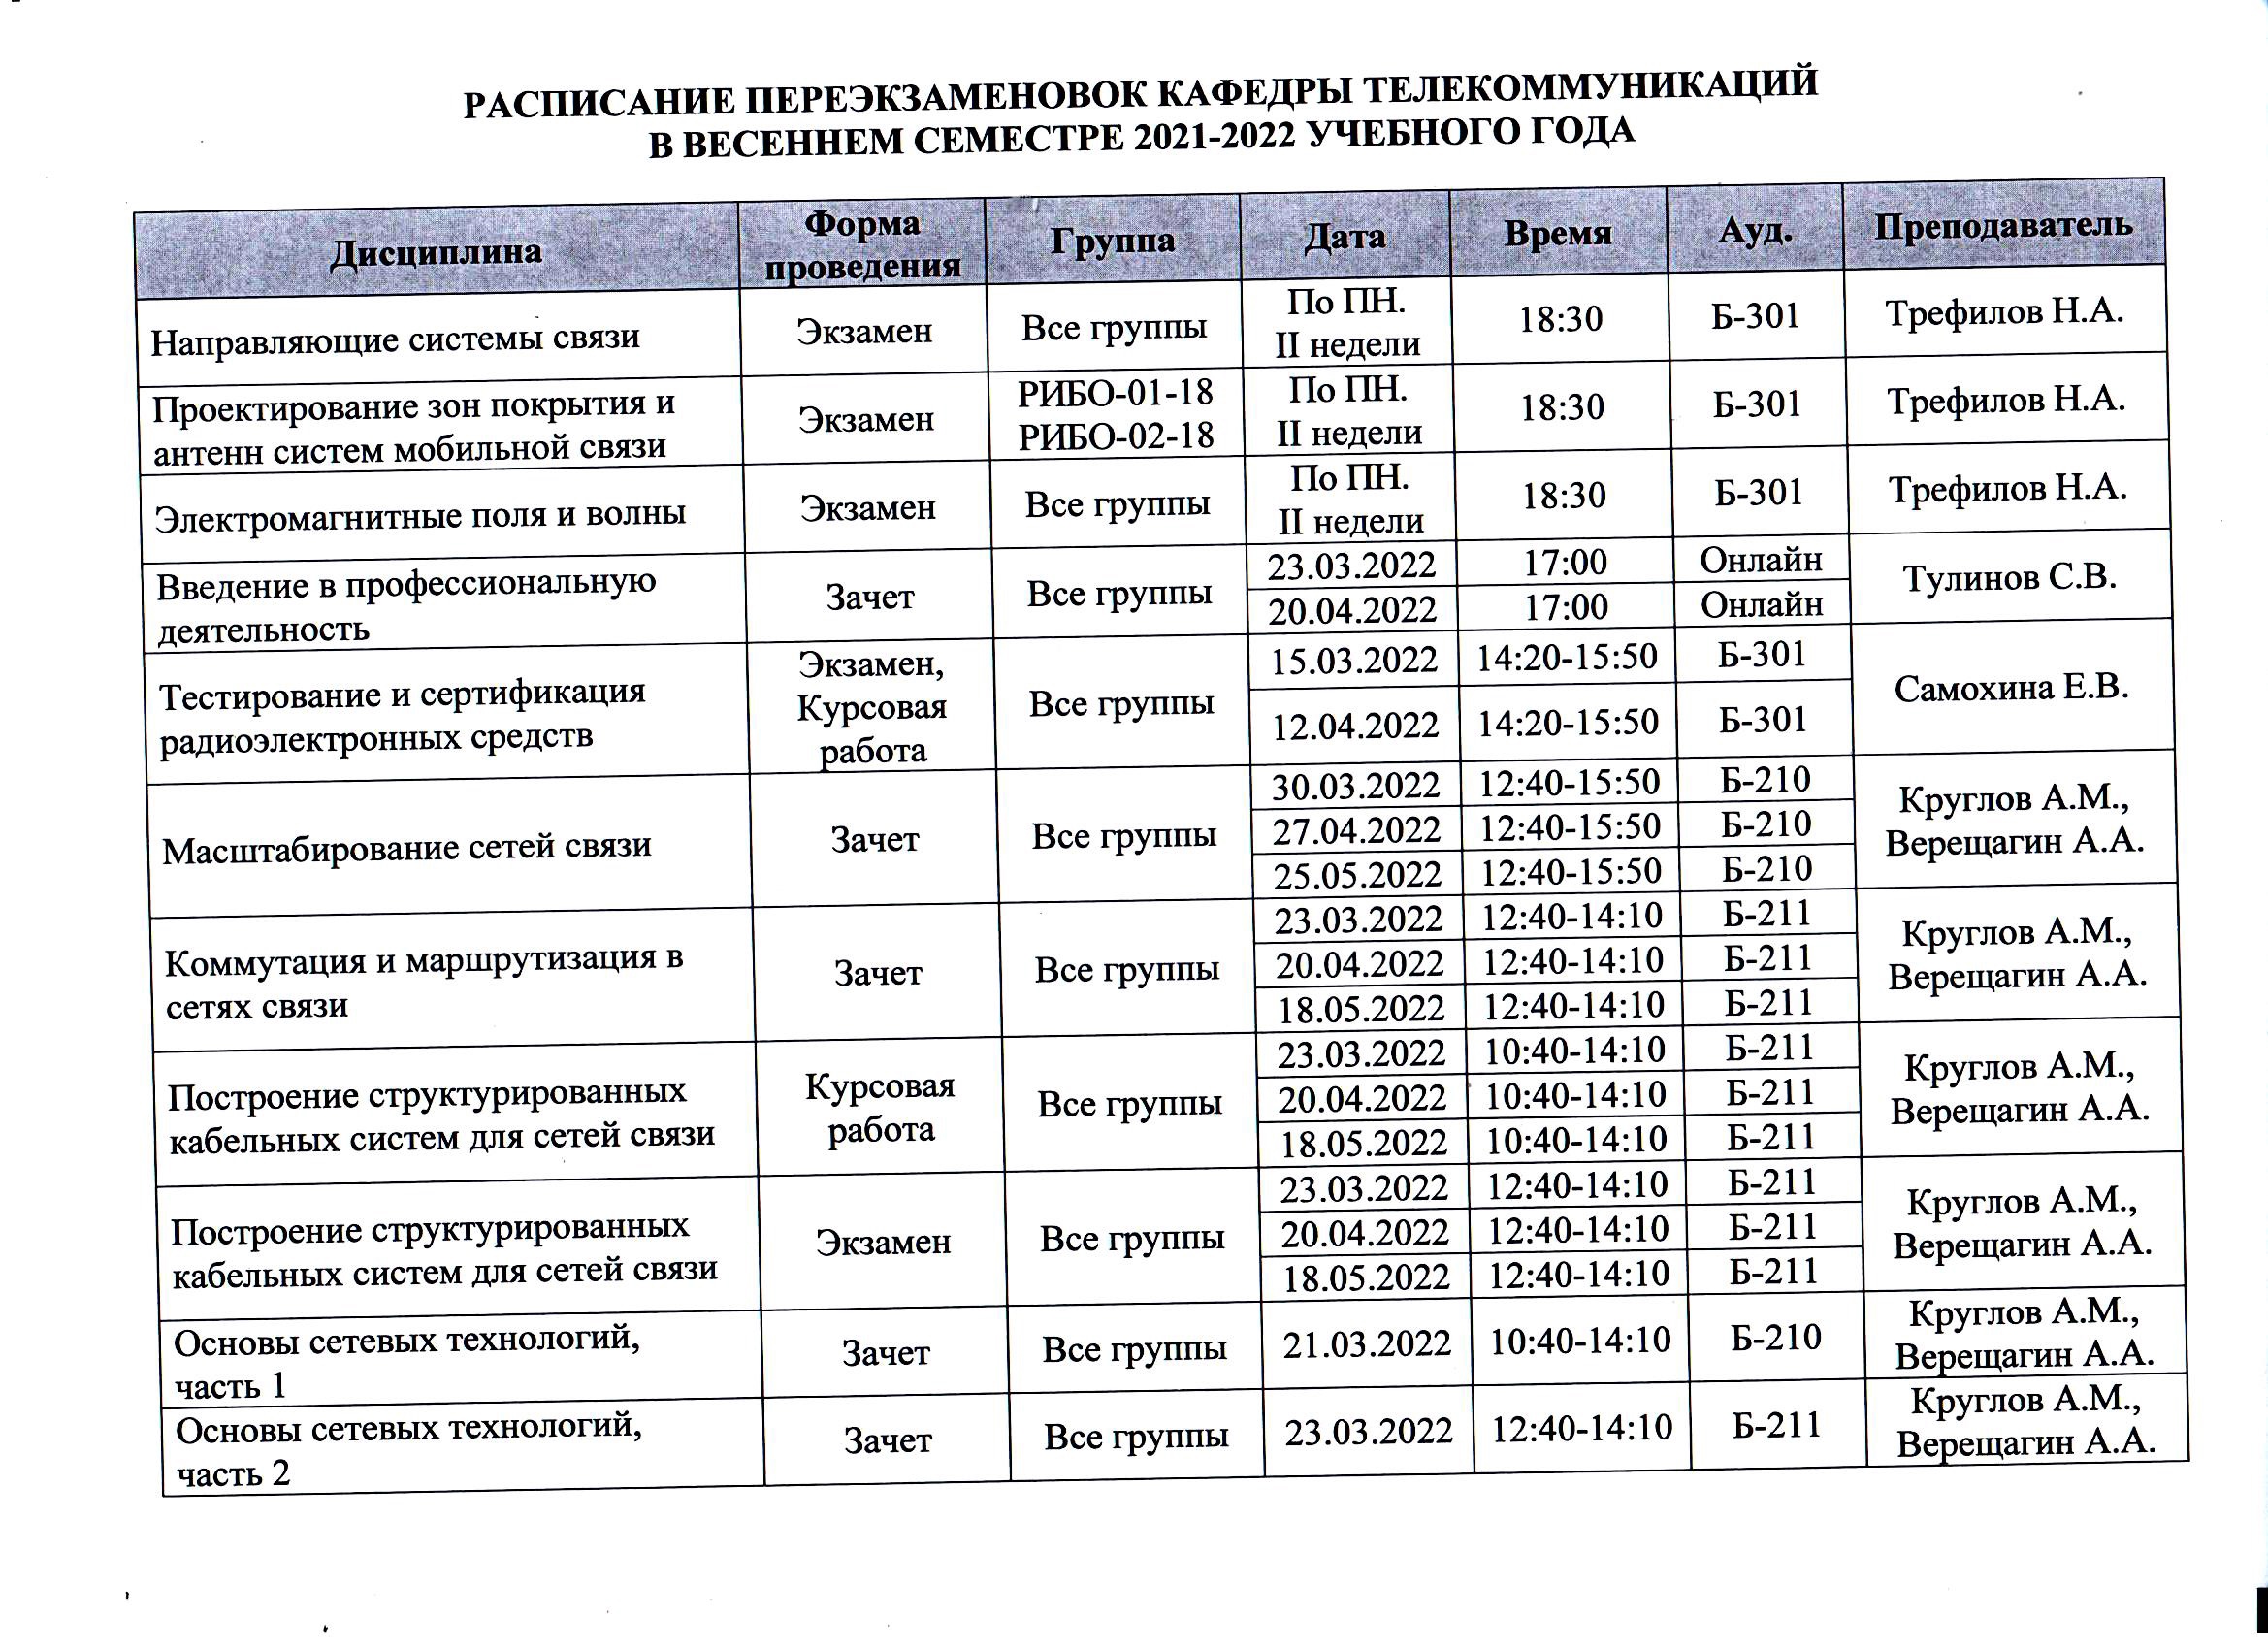 РАСПИСАНИЕ ПЕРЕЭКЗАМЕНОВОК КАФЕДРЫ ТЕЛЕКОММУНИКАЦИЙ
В ВЕСЕННЕМ СЕМЕСТРЕ 2021-2022 УЧЕБНОГО ГОДА
Дисциплина
Форма
проведения
Группа
Дата
Время
Ауд.
Преподаватель
Направляющие системы связи
Экзамен
Все группы
По ПН.
II недели
18:30
Б-301
Трефилов Н.А.
Проектирование зон покрытия и
антенн систем мобильной связи
Экзамен
РИБО-01-18
РИБО-02-18
По ПН.
II недели
18:30
Б-301
Трефилов Н.А.
Электромагнитные поля и волны
Экзамен
Все группы
По ПН.
II недели
18:30
Б-301
Трефилов Н.А.
Введение в профессиональную
деятельность
Зачет
Все группы
23.03.2022 17:00 Онлайн
20.04.2022 17:00 Онлайн
Тулинов С.В.
Тестирование и сертификация
радиоэлектронных средств
Экзамен,
Курсовая
работа
Все группы
15.03.2022 14:20-15:50 Б-301
12.04.2022 14:20-15:50 Б-301
Самохина Е.В.
Масштабирование сетей связи
Зачет
Все группы
30.03.2022 12:40-15:50 Б-210
27.04.2022 12:40-15:50 Б-210
25.05.2022 12:40-15:50 Б-210
Круглов А.М.,
Верещагин А.А.
Коммутация и маршрутизация в
сетях связи
Зачет
Все группы
23.03.2022 12:40-14:10 Б-211
20.04.2022 12:40-14:10 Б-211
18.05.2022 12:40-14:10 Б-211
Круглов А.М.,
Верещагин А.А.
Построение структурированных
кабельных систем для сетей связи
Курсовая
работа
Все группы
23.03.2022 10:40-14:10 Б-211
20.04.2022 10:40-14:10 Б-211
18.05.2022 10:40-14:10 Б-211
Круглов А.М.,
Верещагин А.А.
Построение структурированных
кабельных систем для сетей связи
Экзамен
Все группы
23.03.2022 12:40-14:10 Б-211
20.04.2022 12:40-14:10 Б-211
18.05.2022 12:40-14:10 Б-211
Круглов А.М.,
Верещагин А.А.
Основы сетевых технологий,
часть 1
Зачет
Все группы
21.03.2022
10:40-14:10
Б-210
Круглов А.М.,
Верещагин А.А.
Основы сетевых технологий,
часть 2
Зачет
Все группы
23.03.2022
12:40-14:10
Б-211
Круглов А.М.,
Верещагин А.А.